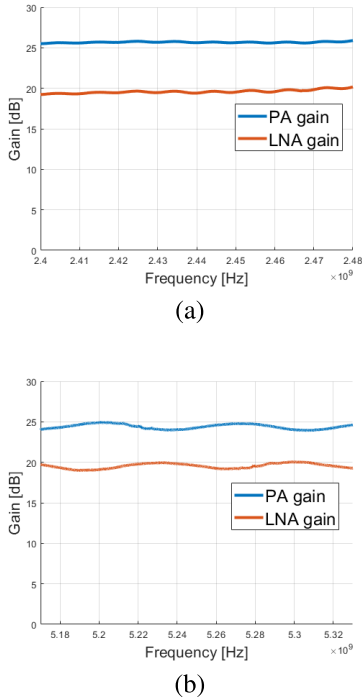 30
25
20
15
10
5
0
Gain [dB]
PA gain
LNA gain
2.4 2.41 2.42 2.43 2.44 2.45 2.46 2.47 2.48
Frequency [Hz] ×10⁹
(a)
30
25
20
15
10
5
0
Gain [dB]
PA gain
LNA gain
5.18 5.2 5.22 5.24 5.26 5.28 5.3 5.32
Frequency [Hz] ×10⁹
(b)